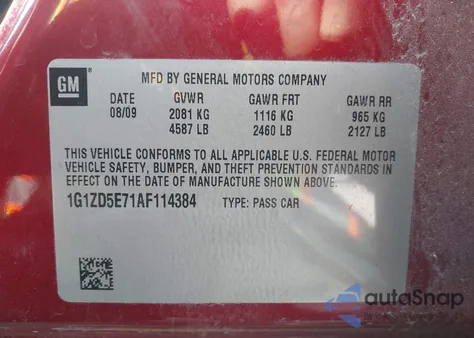 GM
MFD BY GENERAL MOTORS COMPANY
DATE GVWR GAWR FRT GAWR RR
08/09 2081 KG 1116 KG 965 KG
4587 LB 2460 LB 2127 LB
THIS VEHICLE CONFORMS TO ALL APPLICABLE U.S. FEDERAL MOTOR
VEHICLE SAFETY, BUMPER, AND THEFT PREVENTION STANDARDS
IN EFFECT ON THE DATE OF MANUFACTURE SHOWN ABOVE.
1G1ZD5E71AF114384 TYPE: PASS CAR
autoSnap